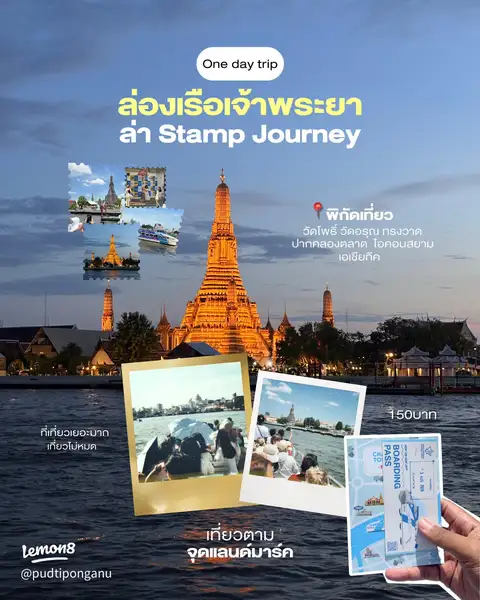 One day trip
ล่องเรือเจ้าพระยา
ล่า Stamp Journey
พิกัดเที่ยว
วัดโพธิ์ วัดอรุณ ทรงวาด
ปากคลองตลาด ไอคอนสยาม
เอเชียทีค
150บาท
ที่เที่ยวเยอะมาก
เที่ยวไม่หมด
BOARDING
PASS
เที่ยวตาม
จุดแลนด์มาร์ค
Lemon8
@pudtiponganu